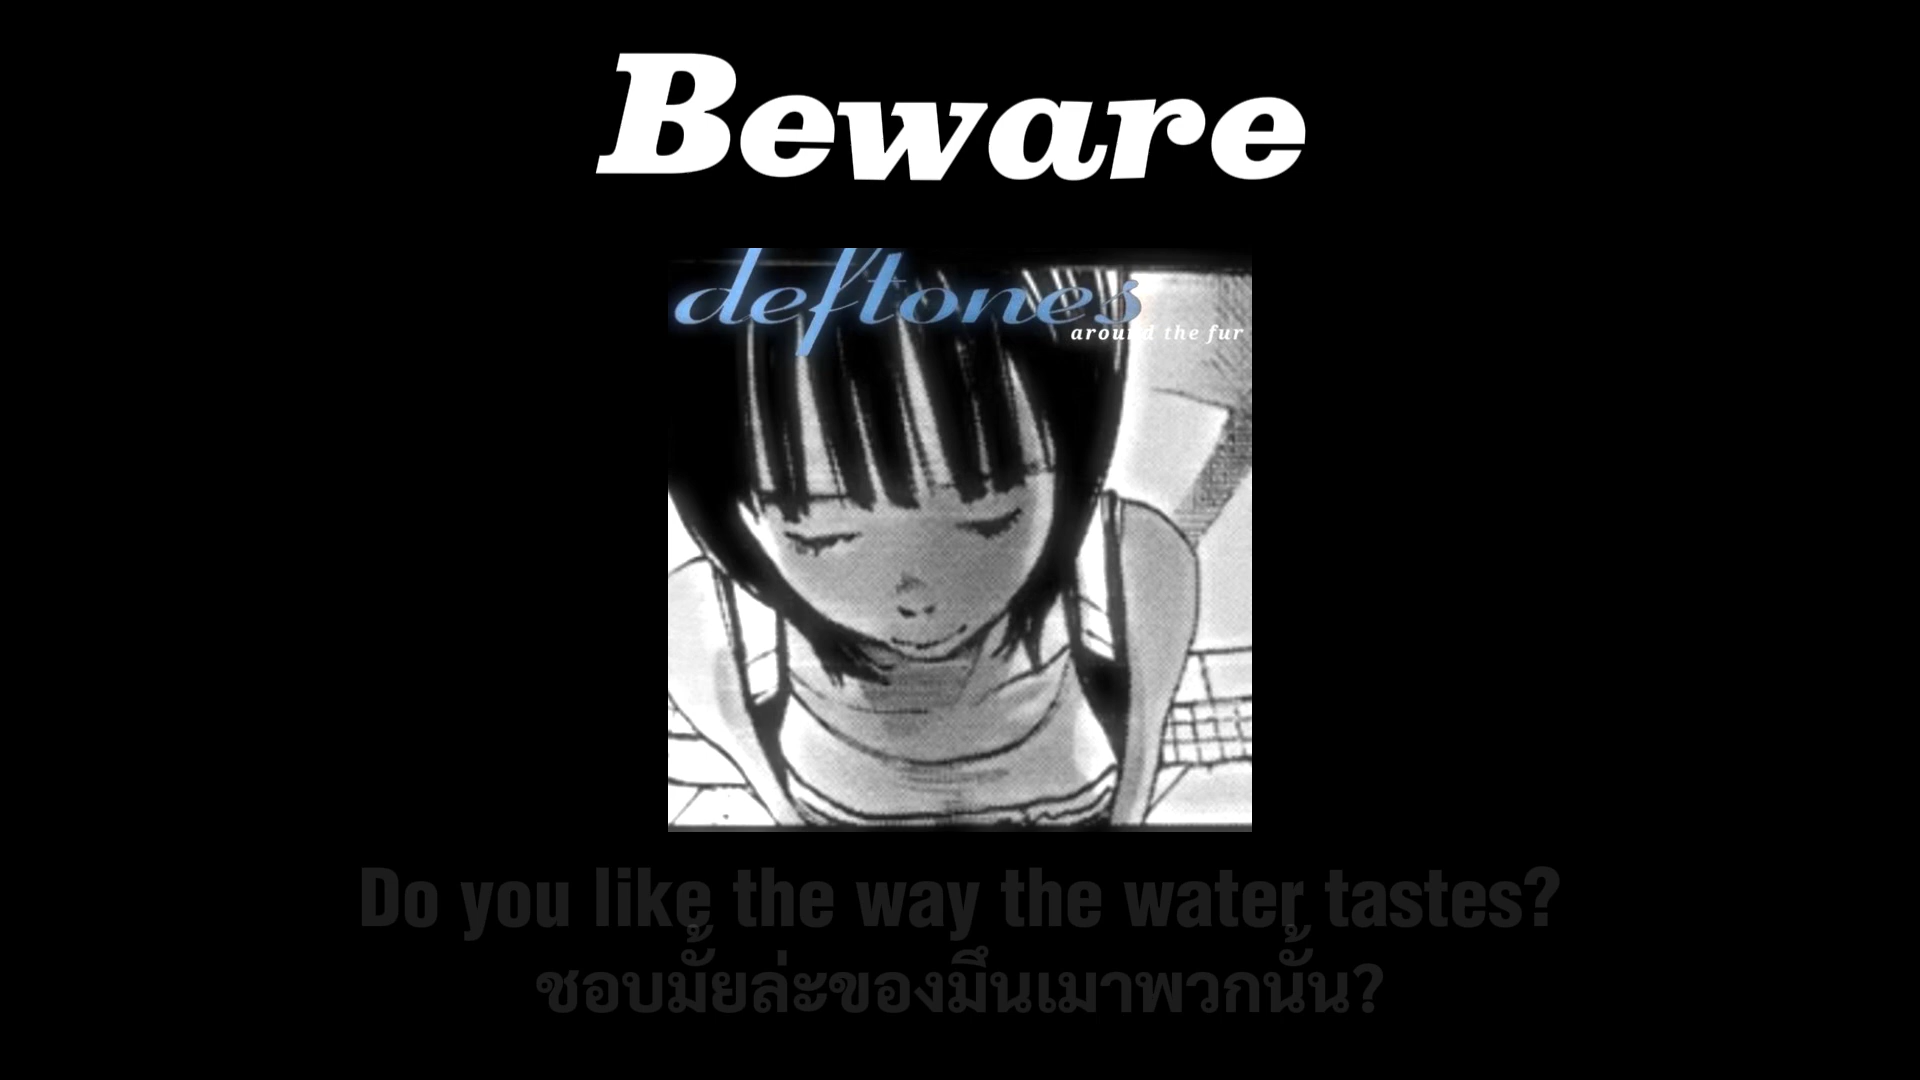 Beware
deftones
around the fur
Do you like the way the water tastes?
ชอบมั้ยล่ะของมึนเมาพวกนั้น?